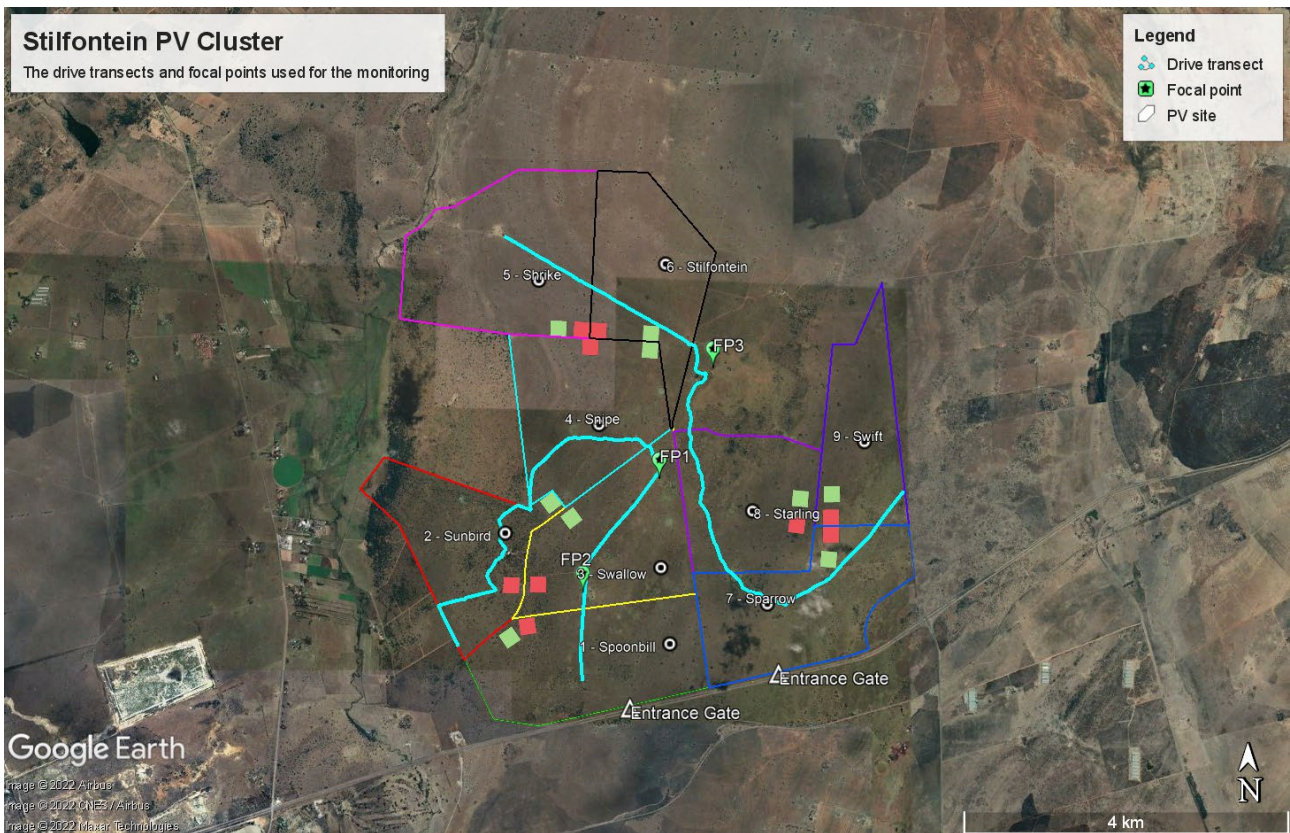 Stilfontein PV Cluster
The drive transects and focal points used for the monitoring
Legend
Drive transect
Focal point
PV site
5 - Shrike
6 - Stilfontein
FP3
4 - Snipe
9 - Swift
FP1
8 - Starling
2 - Sunbird
FP2
3 - Swallow
7 - Sparrow
1 - Spoonbill
Entrance Gate
Entrance Gate
Google Earth
Image © 2022 Airbus
Image © 2022 CNES / Airbus
Image © 2022 Maxar Technologies
N
4 km